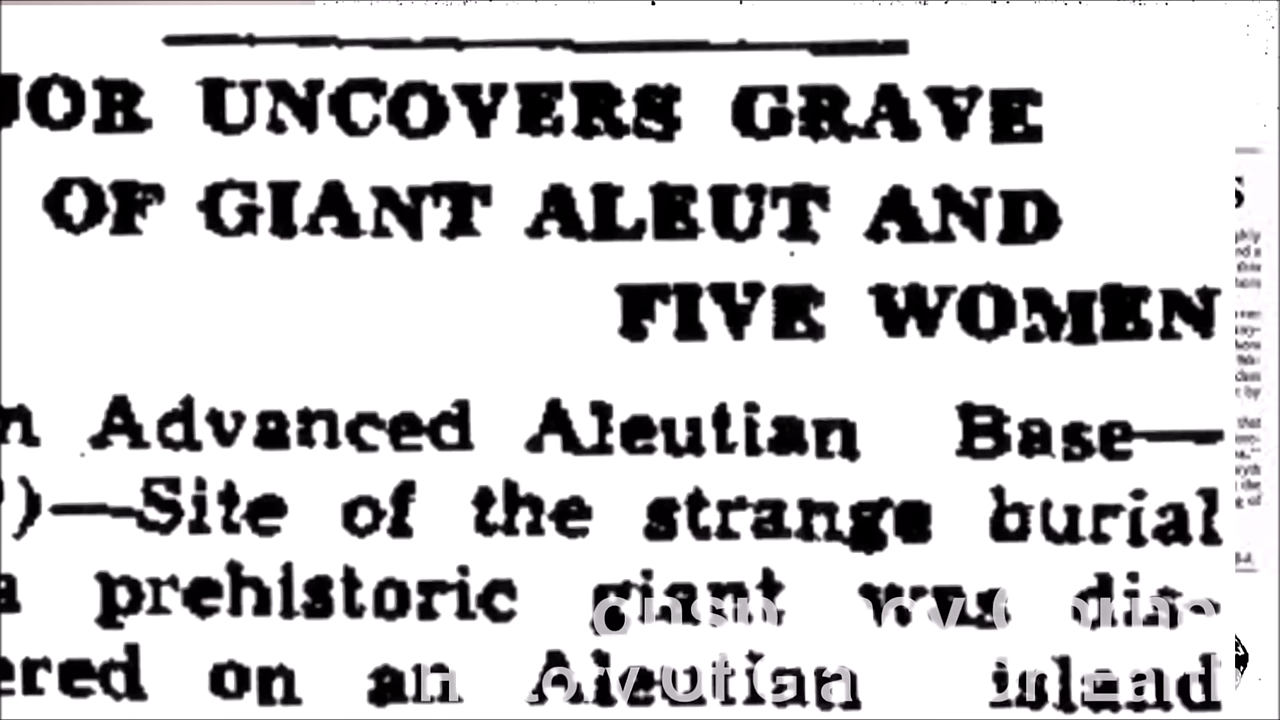 JOR UNCOVERS GRAVE
OF GIANT ALEUT AND
FIVE WOMEN
n Advanced Aleutian Base—
')—Site of the strange burial
a prehistoric giant was dis-
ered on an Aleutian island